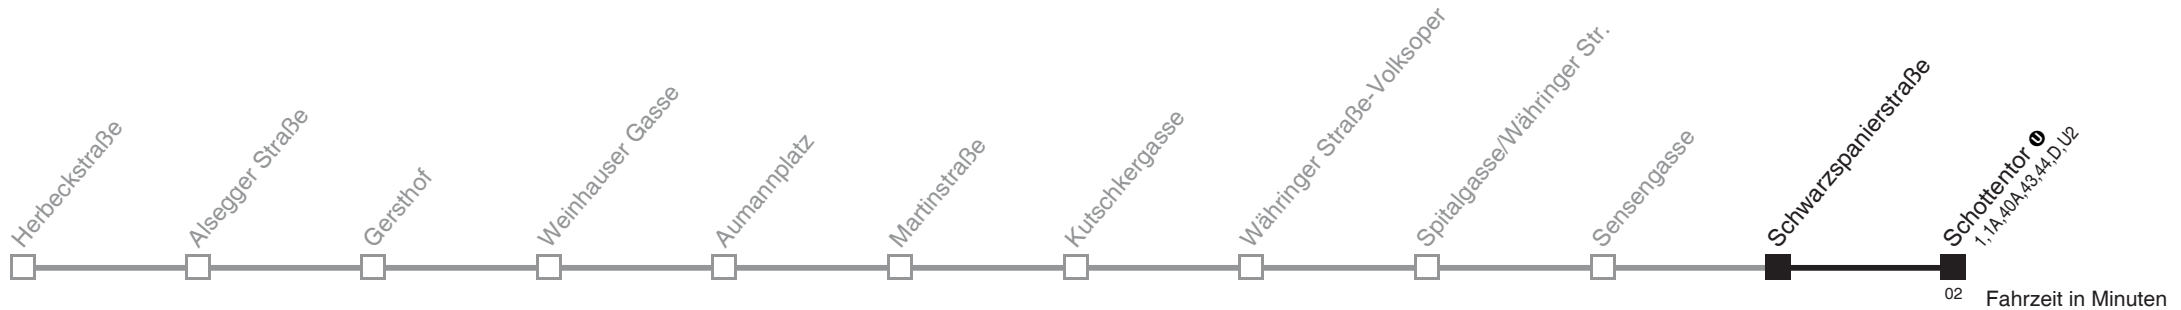 Herbeckstraße
Alsegger Straße
Gersthof
Weinhauser Gasse
Aumannplatz
Martinstraße
Kutschkergasse
Währinger Straße-Volksoper
Spitalgasse/Währinger Str.
Sensengasse
Schwarzspanierstraße
Schottentor U
1,1A,40A,43,44,D,U2
02 Fahrzeit in Minuten